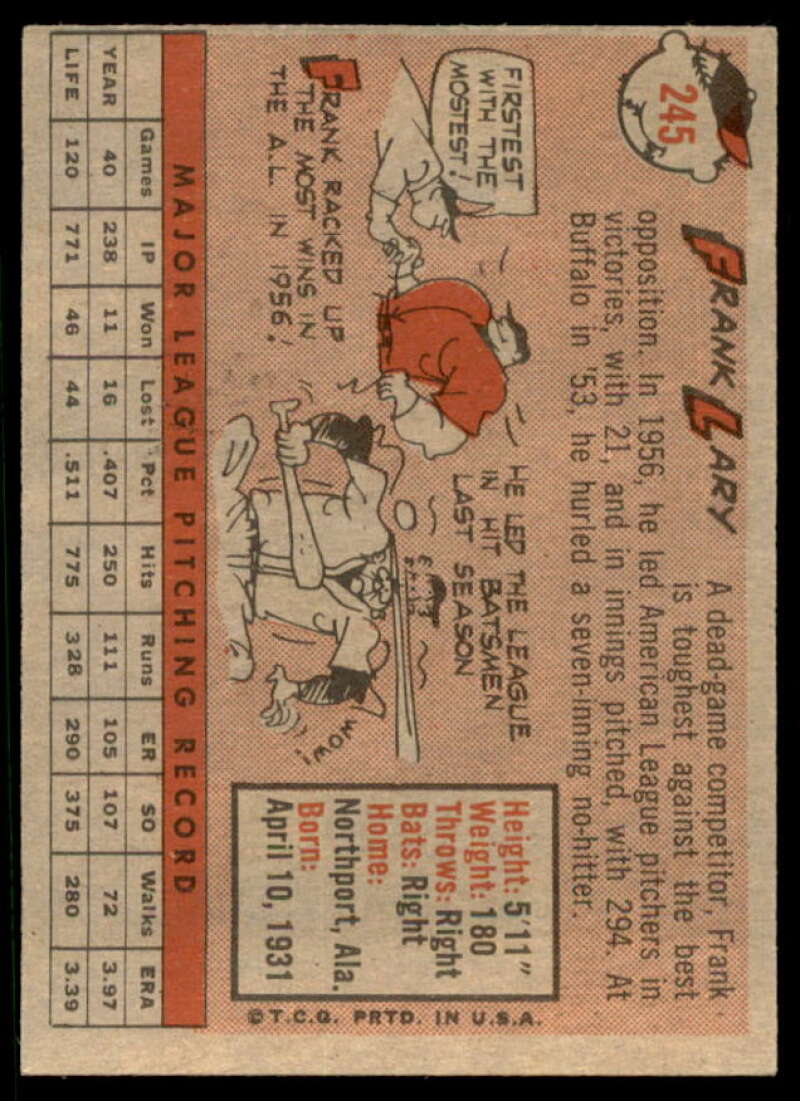 245
FRANK LARY
A dead-game competitor, Frank
is toughest against the best
opposition. In 1956, he led American League pitchers in
victories, with 21, and in innings pitched, with 294. At
Buffalo in '53, he hurled a seven-inning no-hitter.
FIRSTEST
WITH THE
MOSTEST!
FRANK RACKED UP
THE MOST WINS IN
THE A.L. IN 1956!
HE LED THE LEAGUE
IN HIT BATSMEN
LAST SEASON
WOE!
Height: 5'11"
Weight: 180
Throws: Right
Bats: Right
Home:
Northport, Ala.
Born:
April 10, 1931
©T.C.G. PRTD. IN U.S.A.
MAJOR LEAGUE PITCHING RECORD
Games IP Won Lost Pct Hits Runs ER SO Walks ERA
YEAR 40 238 11 16 .407 250 111 105 107 72 3.97
LIFE 120 771 46 44 .511 775 328 290 375 280 3.39